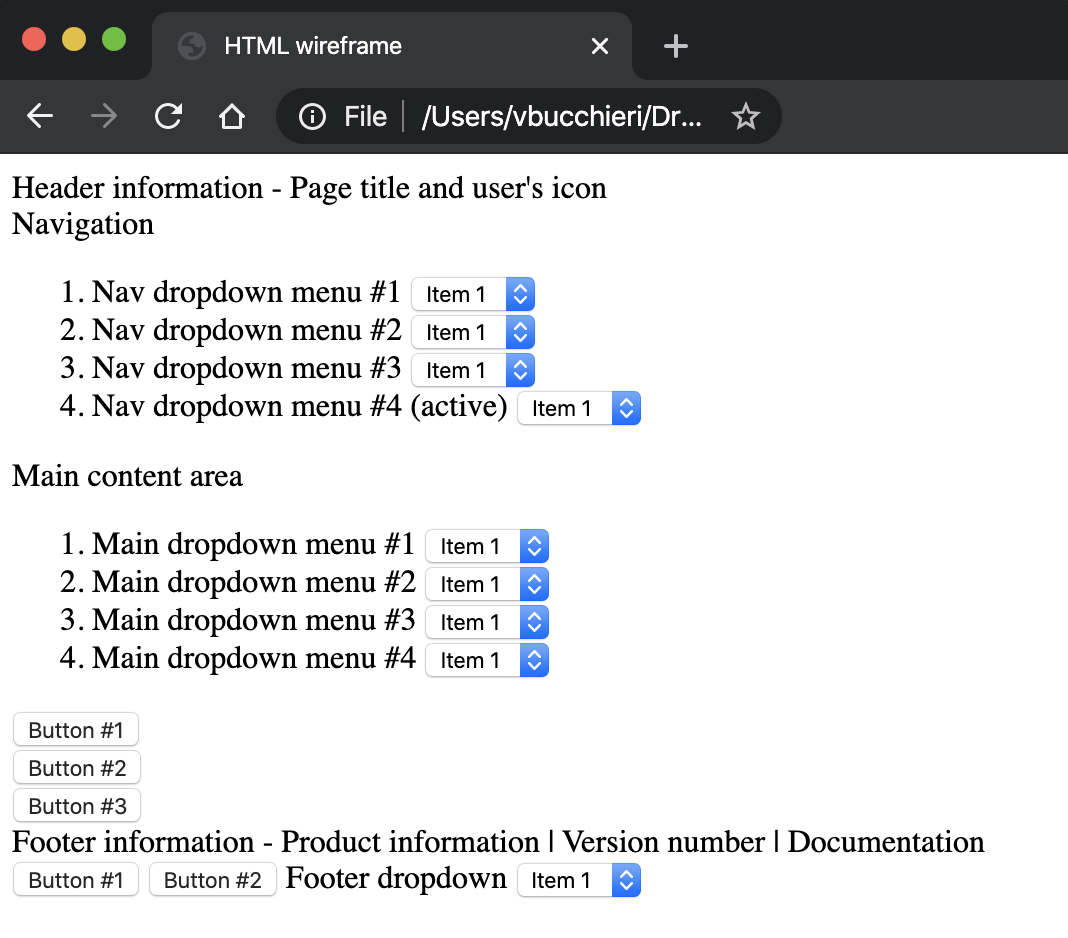 HTML wireframe
File /Users/vbucchieri/Dr...
Header information - Page title and user's icon
Navigation
1. Nav dropdown menu #1 Item 1
2. Nav dropdown menu #2 Item 1
3. Nav dropdown menu #3 Item 1
4. Nav dropdown menu #4 (active) Item 1
Main content area
1. Main dropdown menu #1 Item 1
2. Main dropdown menu #2 Item 1
3. Main dropdown menu #3 Item 1
4. Main dropdown menu #4 Item 1
Button #1
Button #2
Button #3
Footer information - Product information | Version number | Documentation
Button #1 Button #2 Footer dropdown Item 1